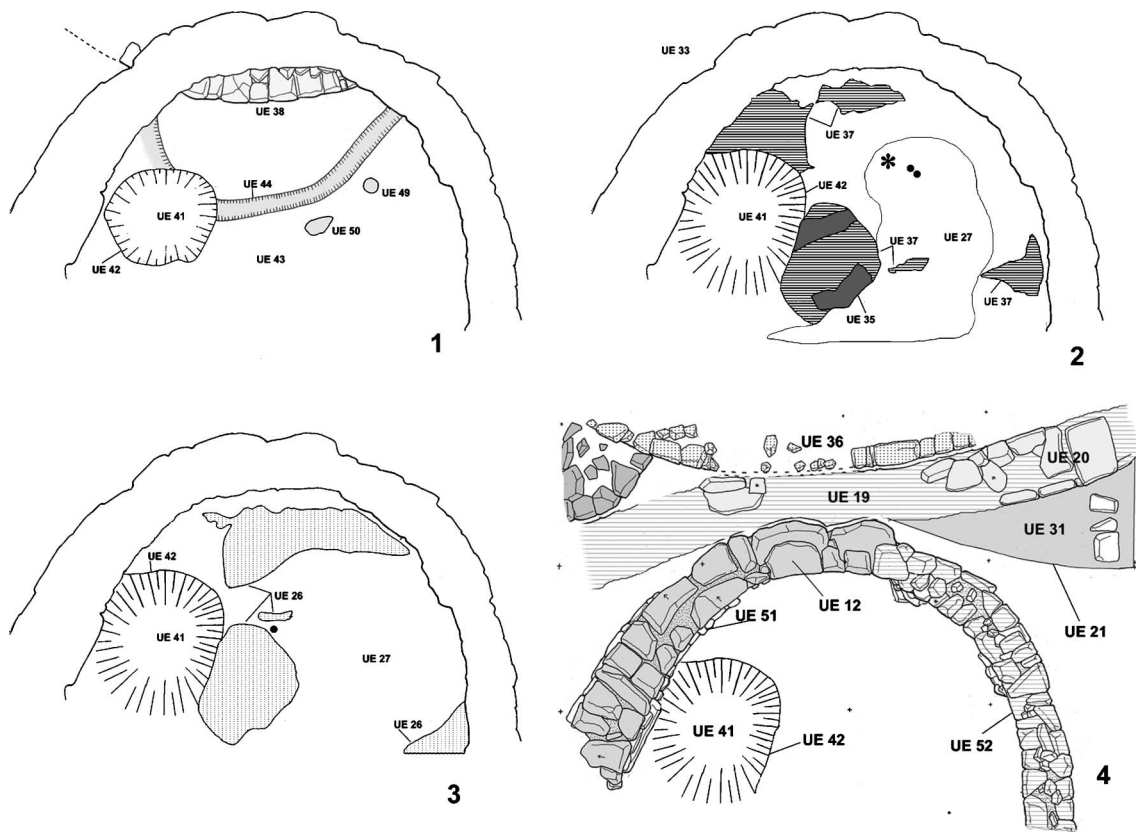 UE 38
UE 44
UE 49
UE 41
UE 50
UE 43
UE 42
1
UE 33
UE 37
*
UE 42
UE 41
UE 37
UE 27
UE 37
UE 35
2
UE 42
UE 26
UE 41
UE 27
UE 26
3
UE 36
UE 20
UE 19
UE 31
UE 12
UE 51
UE 21
UE 41
UE 42
UE 52
4